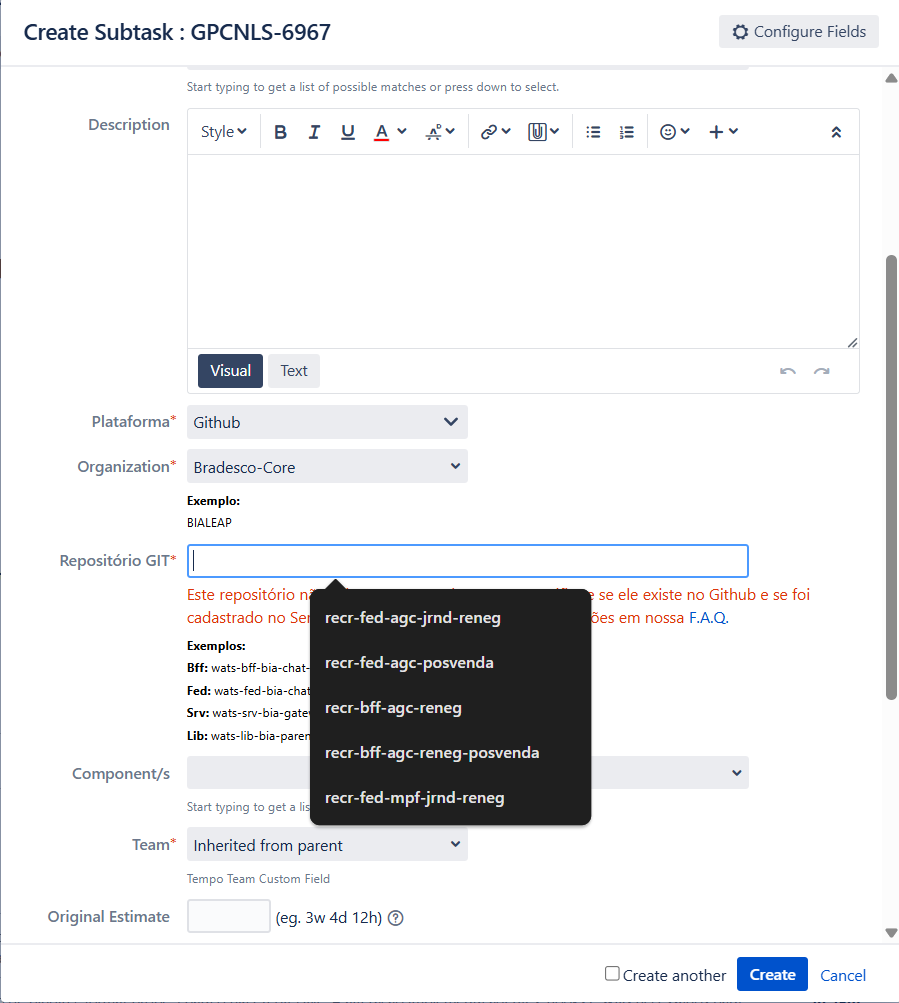 Create Subtask : GPCNLS-6967
Configure Fields
Start typing to get a list of possible matches or press down to select.
Description
Style
B I U A
Visual Text
Plataforma* Github
Organization* Bradesco-Core
Exemplo:
BIALEAP
Repositório GIT*
Este repositório se ele existe no Github e se foi
cadastrado no ões em nossa F.A.Q.
Exemplos:
Bff: wats-bff-bia-chat-
Fed: wats-fed-bia-chat
Srv: wats-srv-bia-gatew
Lib: wats-lib-bia-paren
recr-fed-agc-jrnd-reneg
recr-fed-agc-posvenda
recr-bff-agc-reneg
recr-bff-agc-reneg-posvenda
recr-fed-mpf-jrnd-reneg
Component/s
Start typing to get a lis
Team* Inherited from parent
Tempo Team Custom Field
Original Estimate (eg. 3w 4d 12h)
Create another Create Cancel